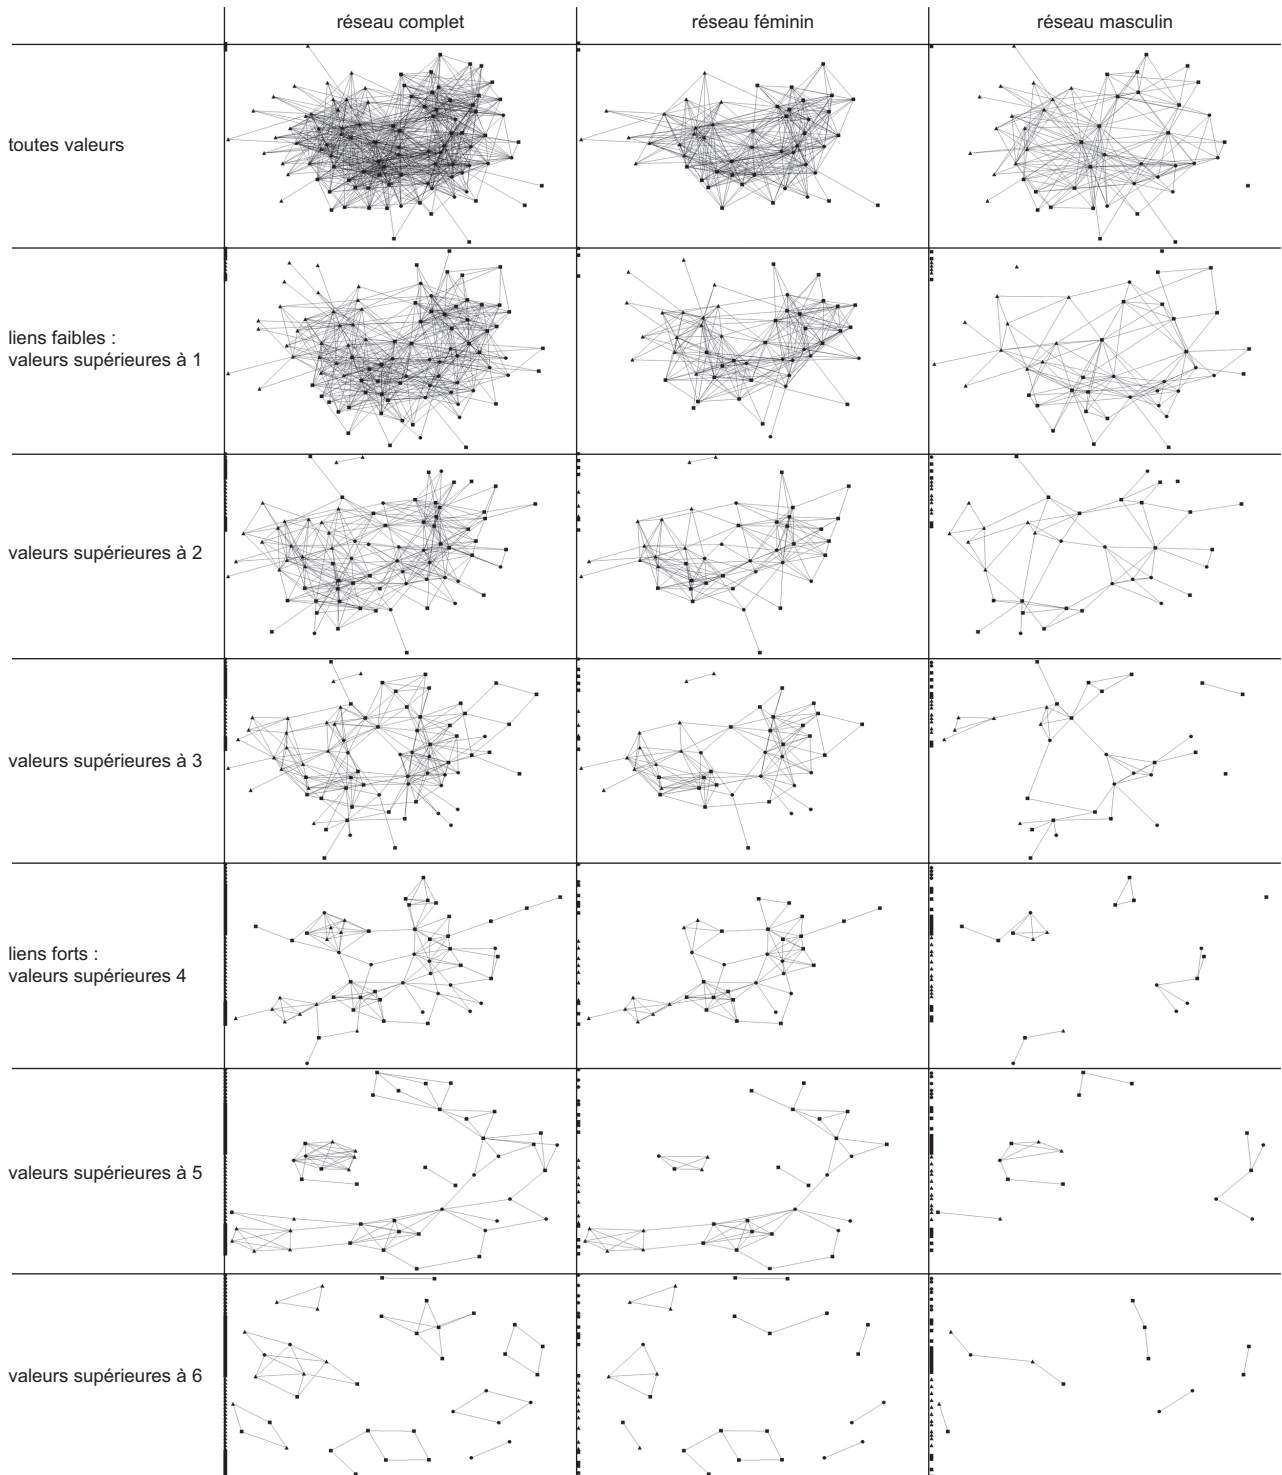 réseau complet
réseau féminin
réseau masculin
toutes valeurs
liens faibles :
valeurs supérieures à 1
valeurs supérieures à 2
valeurs supérieures à 3
liens forts :
valeurs supérieures 4
valeurs supérieures à 5
valeurs supérieures à 6